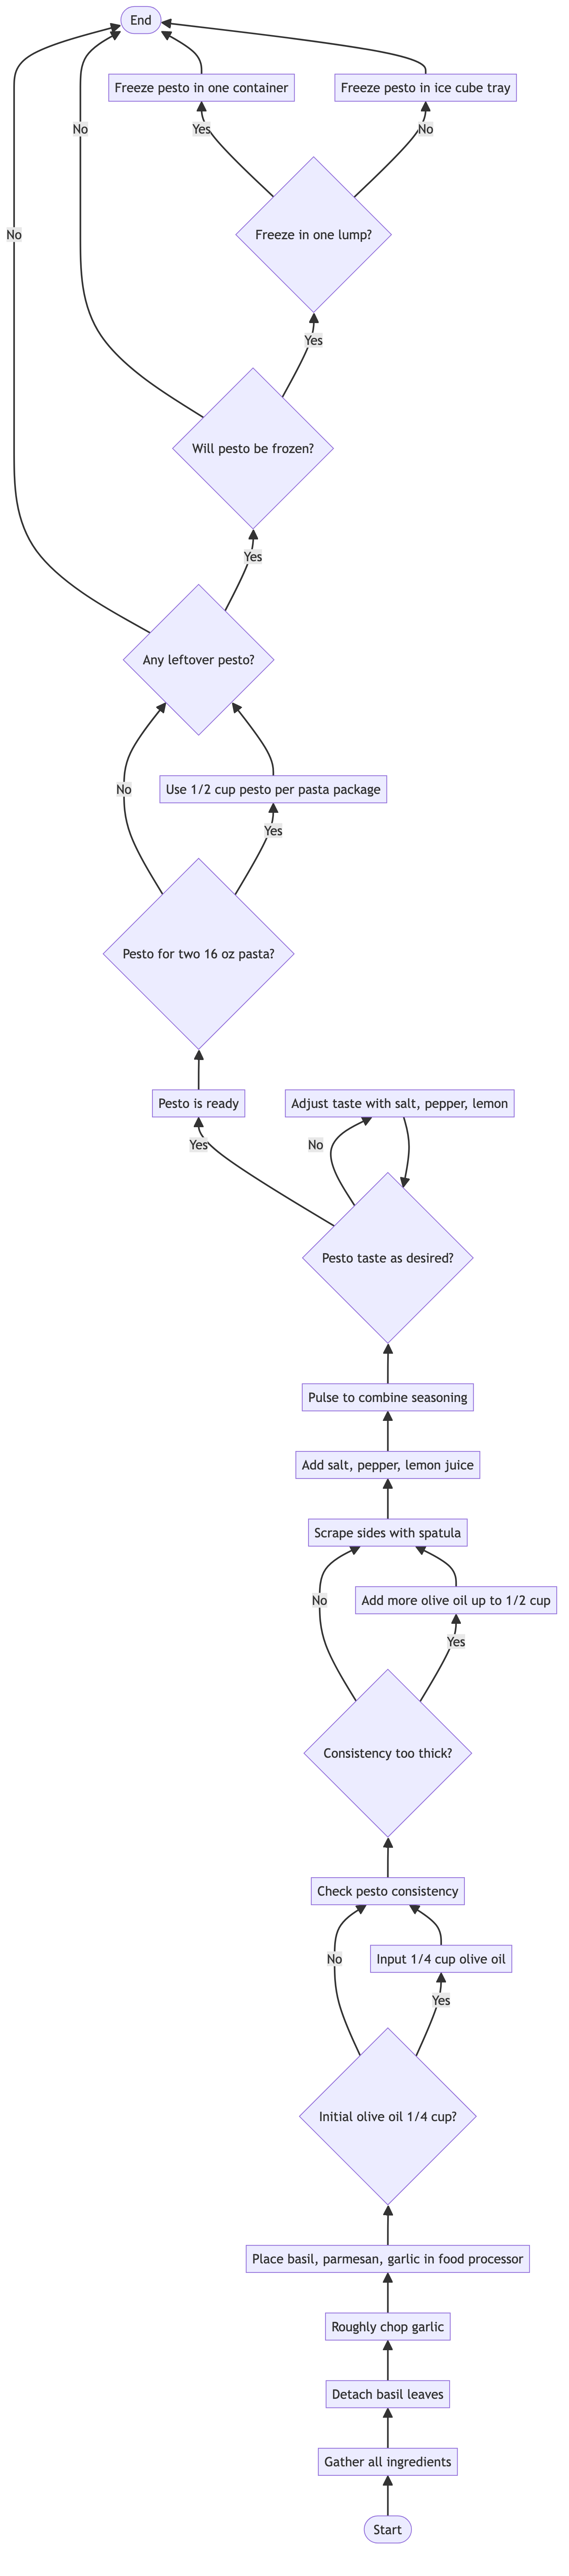 End
Freeze pesto in one container
Freeze pesto in ice cube tray
No
Yes
No
Freeze in one lump?
No
Yes
Will pesto be frozen?
Yes
Any leftover pesto?
No
Use 1/2 cup pesto per pasta package
Yes
Pesto for two 16 oz pasta?
Pesto is ready
Adjust taste with salt, pepper, lemon
Yes
No
Pesto taste as desired?
Pulse to combine seasoning
Add salt, pepper, lemon juice
Scrape sides with spatula
No
Add more olive oil up to 1/2 cup
Yes
Consistency too thick?
Check pesto consistency
No
Input 1/4 cup olive oil
Yes
Initial olive oil 1/4 cup?
Place basil, parmesan, garlic in food processor
Roughly chop garlic
Detach basil leaves
Gather all ingredients
Start